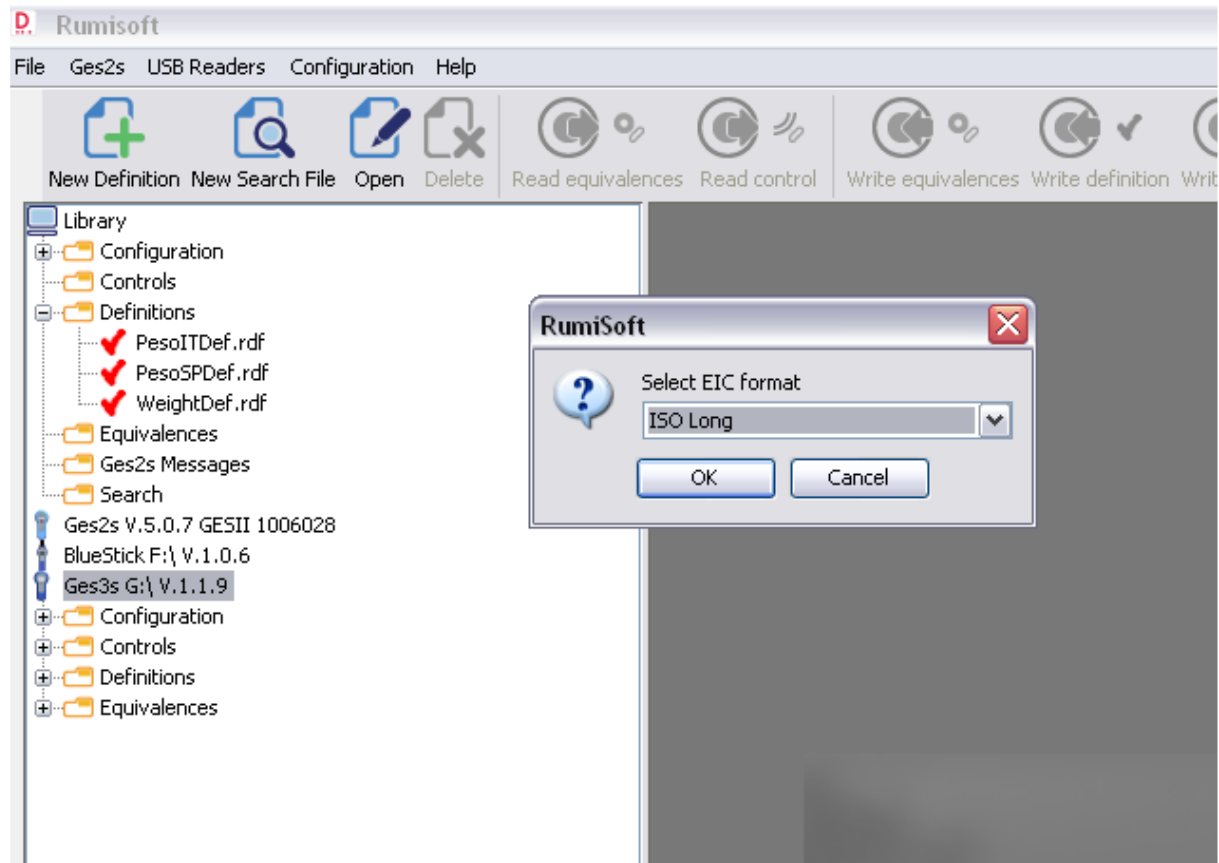 Rumisoft
File Ges2s USB Readers Configuration Help
New Definition New Search File Open Delete Read equivalences Read control Write equivalences Write definition Writ
Library
Configuration
Controls
Definitions
PesoITDef.rdf
PesoSPDef.rdf
WeightDef.rdf
Equivalences
Ges2s Messages
Search
Ges2s V.5.0.7 GESII 1006028
BlueStick F:\ V.1.0.6
Ges3s G:\ V.1.1.9
Configuration
Controls
Definitions
Equivalences
RumiSoft
Select EIC format
ISO Long
OK Cancel